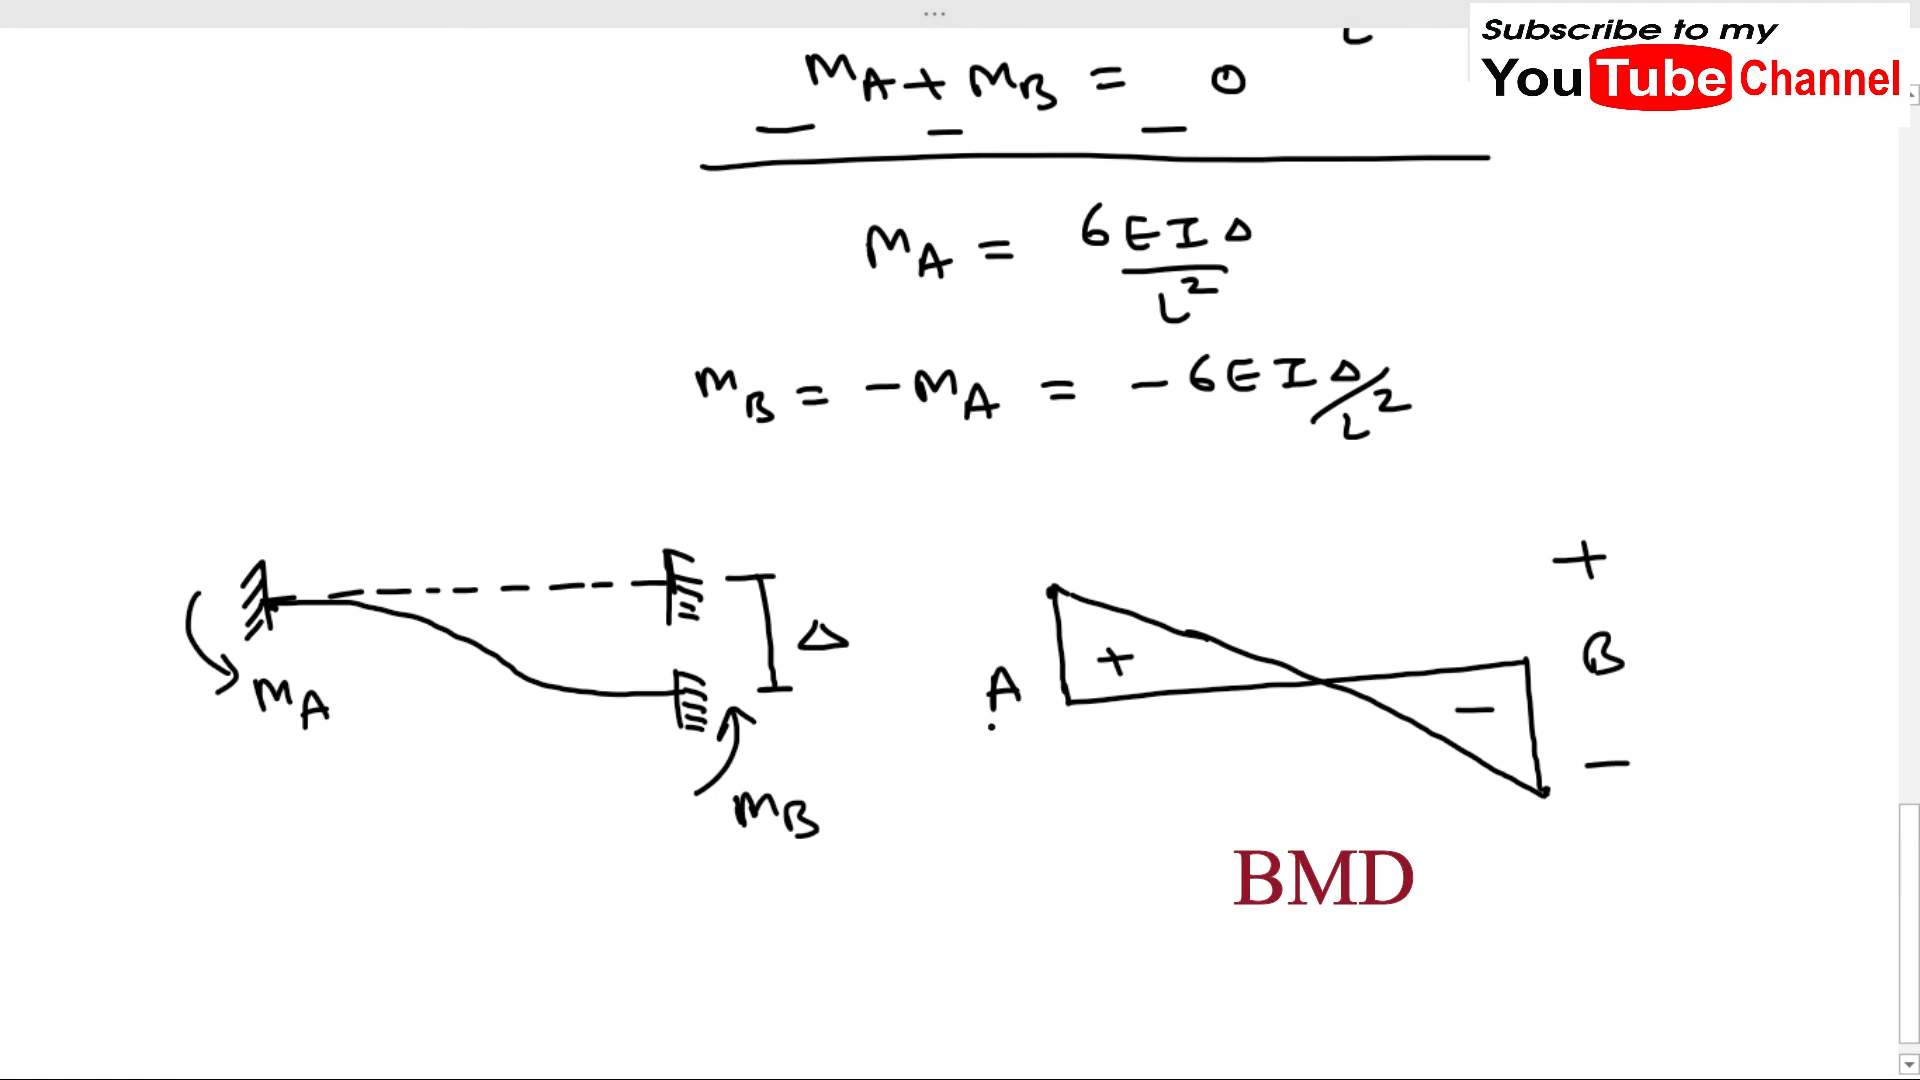 Subscribe to my
YouTube Channel
L
MA + MB = 0
— — —
MA = 6EIΔ / L²
MB = -MA = -6EIΔ/L²
+
Δ
B
+
A
MA
-
-
MB
BMD